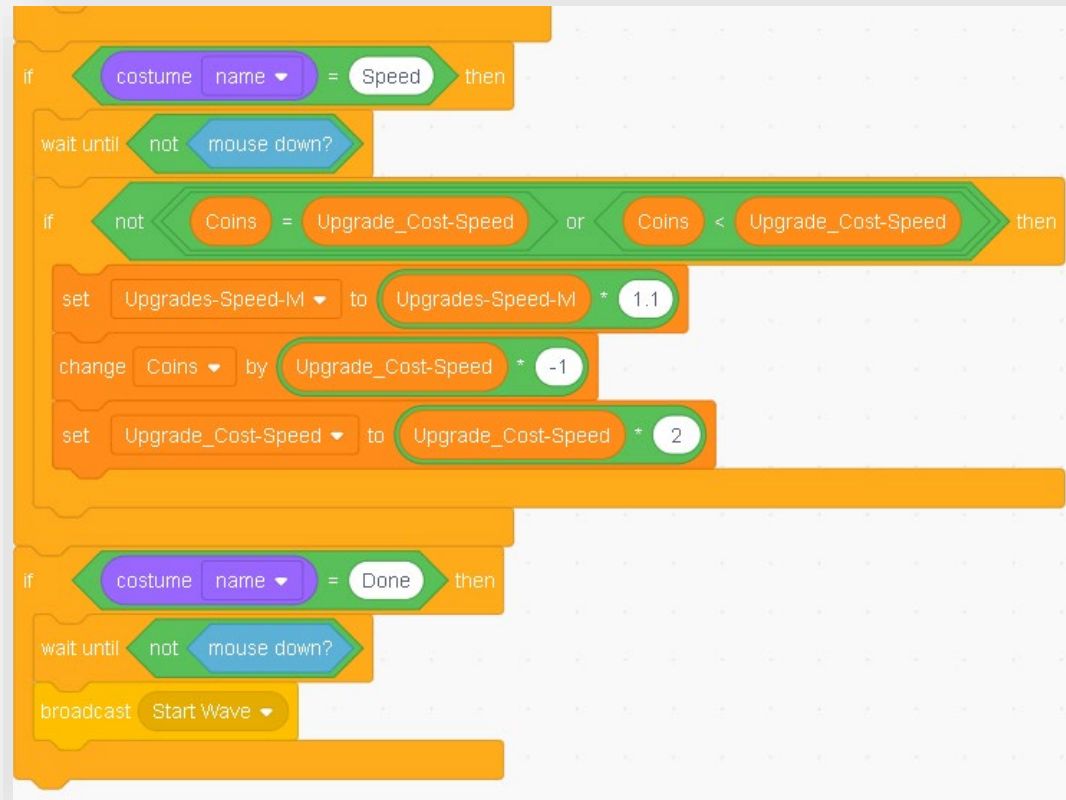 if costume name = Speed then
wait until not mouse down?
if not Coins = Upgrade_Cost-Speed or Coins < Upgrade_Cost-Speed then
set Upgrades-Speed-lvl to Upgrades-Speed-lvl * 1.1
change Coins by Upgrade_Cost-Speed * -1
set Upgrade_Cost-Speed to Upgrade_Cost-Speed * 2
if costume name = Done then
wait until not mouse down?
broadcast Start Wave